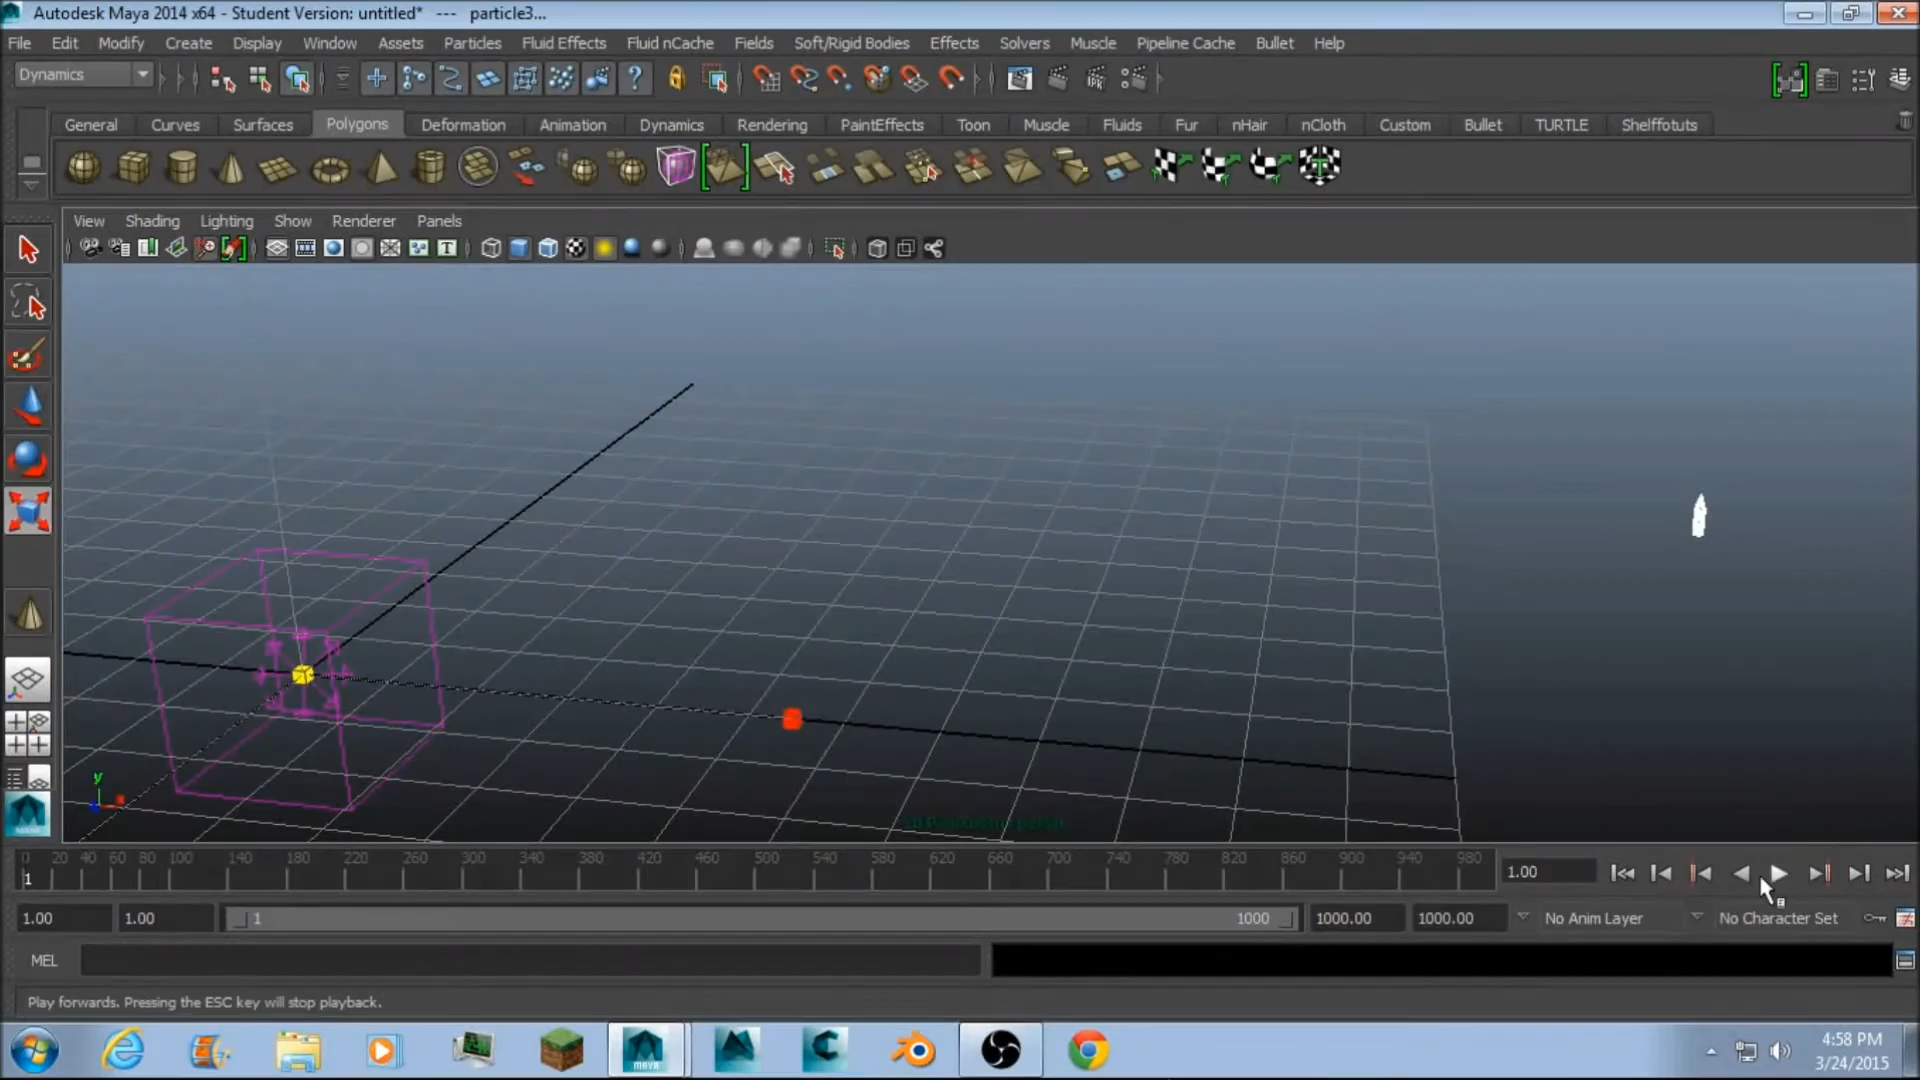 Autodesk Maya 2014 x64 - Student Version: untitled* --- particle3...
File Edit Modify Create Display Window Assets Particles Fluid Effects Fluid nCache Fields Soft/Rigid Bodies Effects Solvers Muscle Pipeline Cache Bullet Help
Dynamics
General Curves Surfaces Polygons Deformation Animation Dynamics Rendering PaintEffects Toon Muscle Fluids Fur nHair nCloth Custom Bullet TURTLE Shelffotuts
View Shading Lighting Show Renderer Panels
y
0 20 40 60 80 100 140 180 220 260 300 340 380 420 460 500 540 580 620 660 700 740 780 820 860 900 940 980
1
1.00
1.00 1.00 1 1000 1000.00 1000.00 No Anim Layer No Character Set
MEL
Play forwards. Pressing the ESC key will stop playback.
MAYA
4:58 PM
3/24/2015